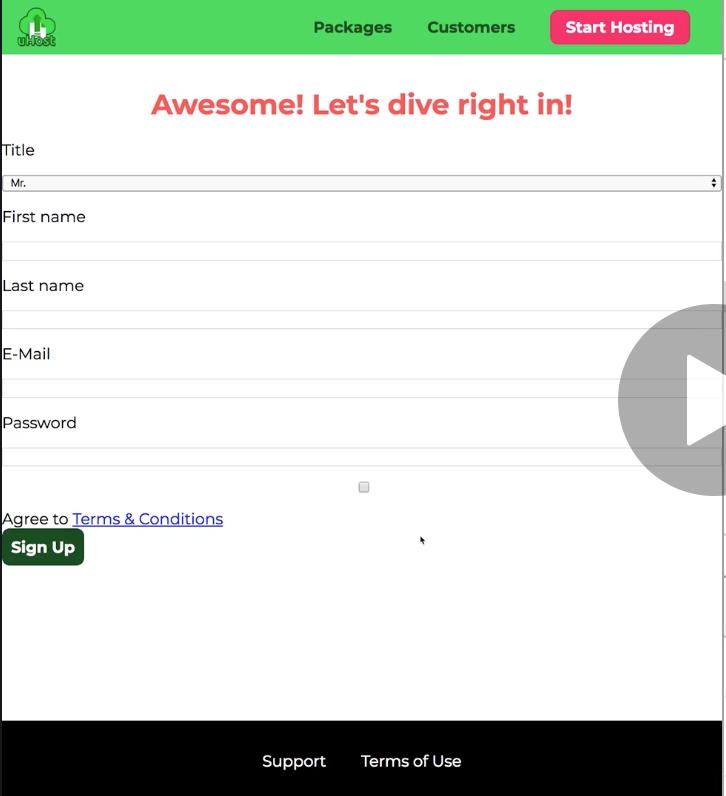 uHost
Packages Customers Start Hosting
Awesome! Let's dive right in!
Title
Mr.
First name
Last name
E-Mail
Password
Agree to Terms & Conditions
Sign Up
Support Terms of Use